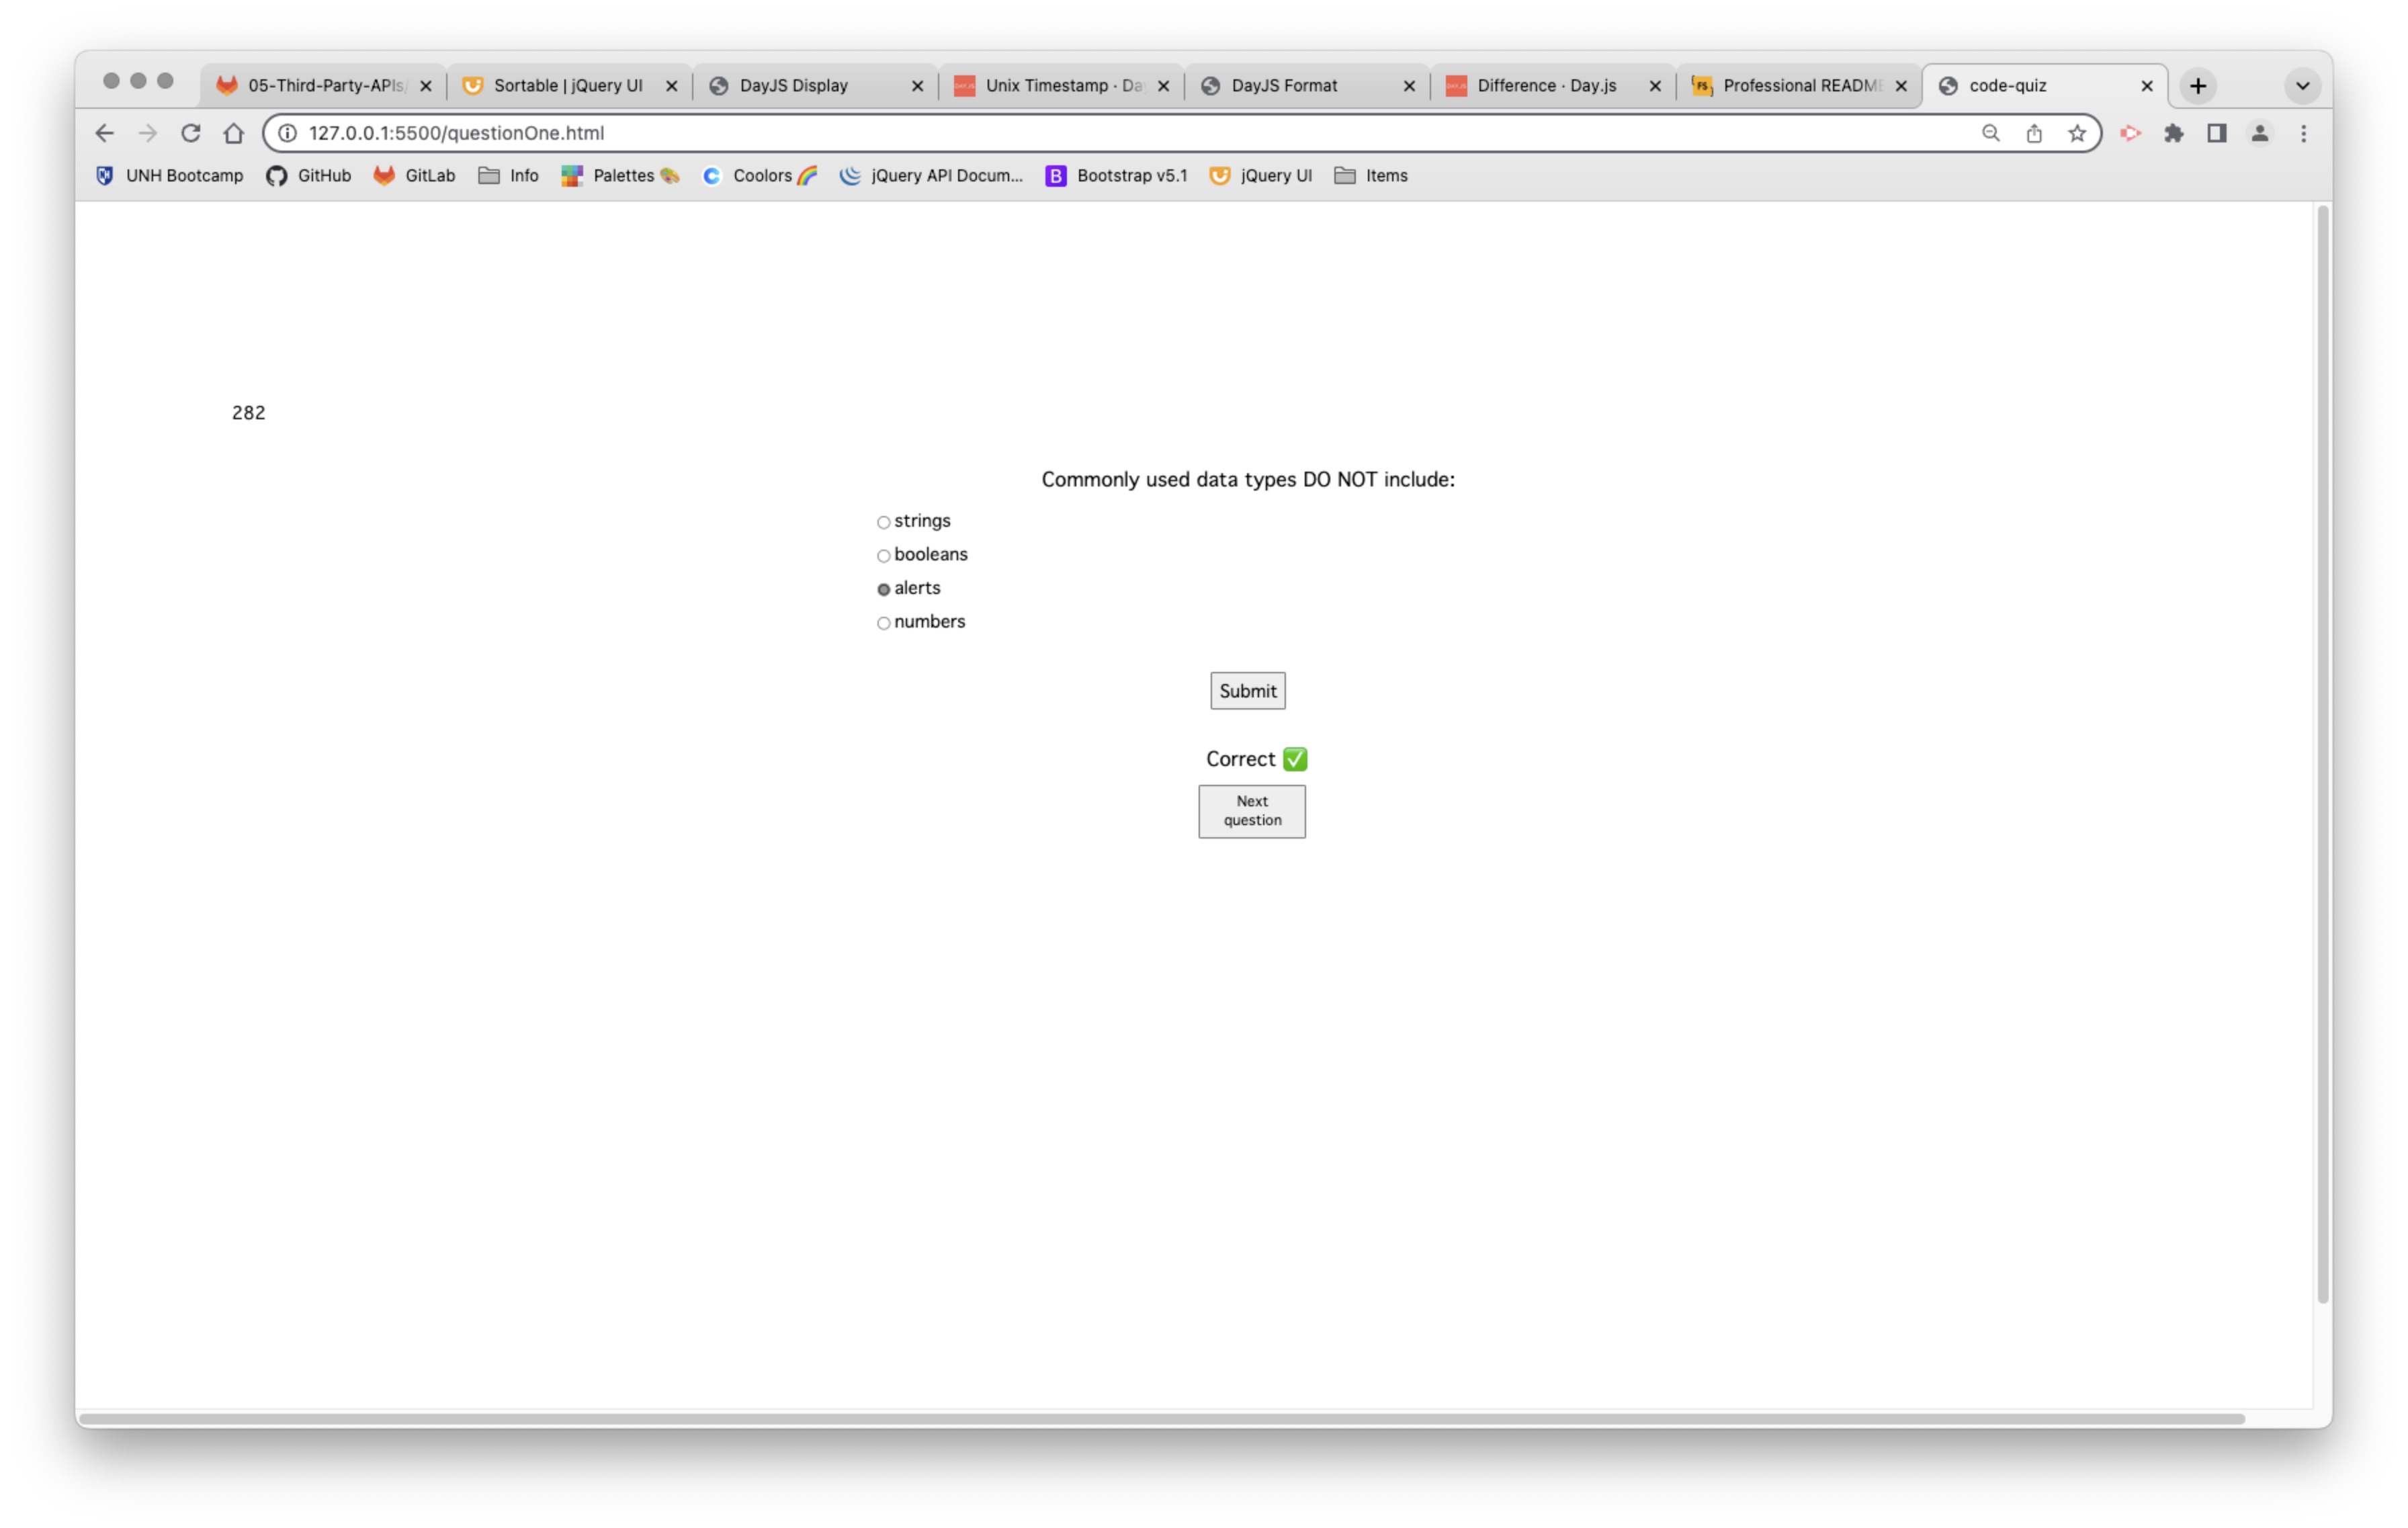 05-Third-Party-APIs/
Sortable | jQuery UI
DayJS Display
Unix Timestamp · Da
DayJS Format
Difference · Day.js
Professional README
code-quiz
127.0.0.1:5500/questionOne.html
UNH Bootcamp
GitHub
GitLab
Info
Palettes 🎨
Coolors 🌈
jQuery API Docum...
Bootstrap v5.1
jQuery UI
Items
282
Commonly used data types DO NOT include:
strings
booleans
alerts
numbers
Submit
Correct ✅
Next
question